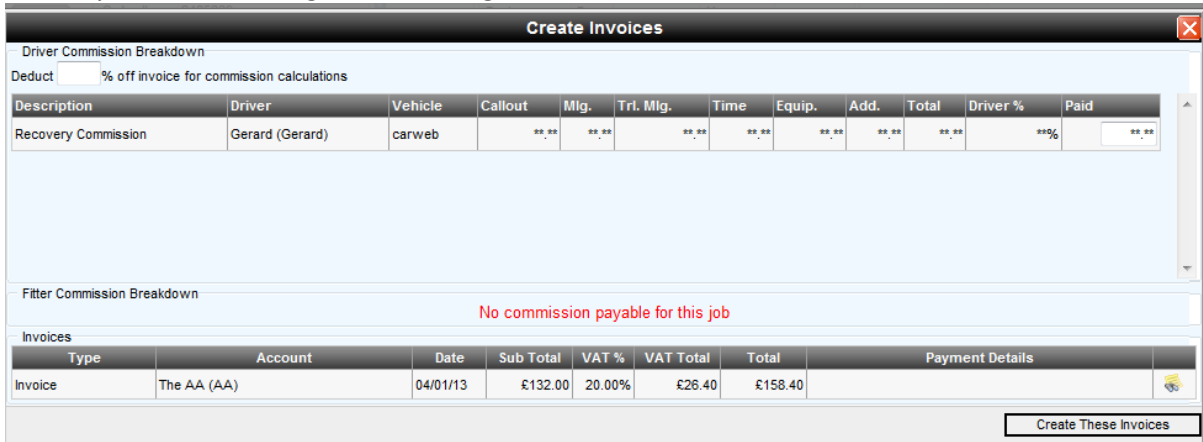 Create Invoices
Driver Commission Breakdown
Deduct % off invoice for commission calculations
Description Driver Vehicle Callout Mlg. Trl. Mlg. Time Equip. Add. Total Driver % Paid
Recovery Commission Gerard (Gerard) carweb **.** **.** **.** **.** **.** **.** **.** **% **.**
Fitter Commission Breakdown
No commission payable for this job
Invoices
Type Account Date Sub Total VAT % VAT Total Total Payment Details
Invoice The AA (AA) 04/01/13 £132.00 20.00% £26.40 £158.40
Create These Invoices